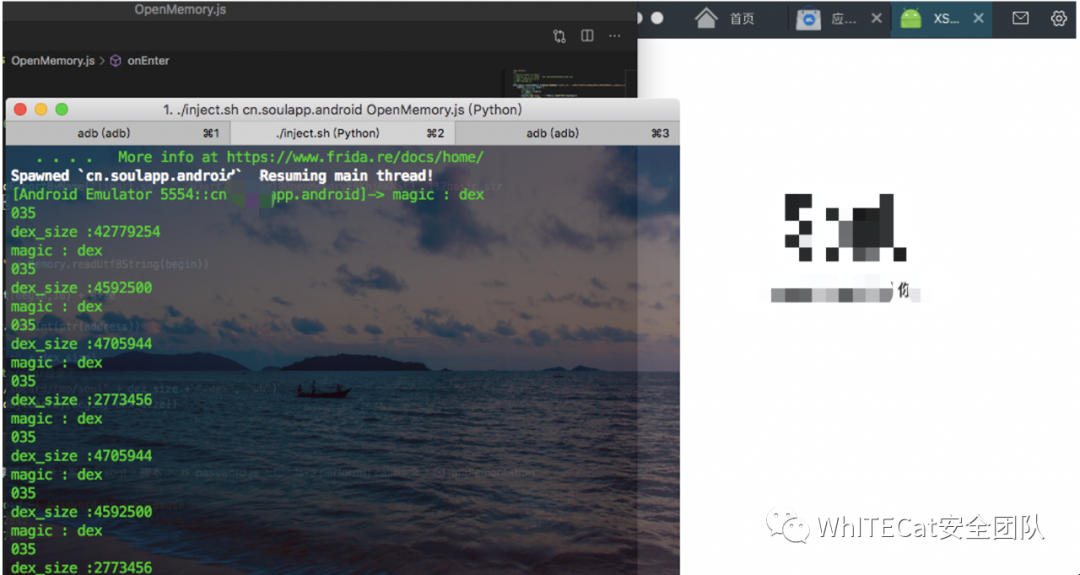 OpenMemory.js
首页
应...
XS...
OpenMemory.js > onEnter
1. ./inject.sh cn.soulapp.android OpenMemory.js (Python)
adb (adb) ⌘1
./inject.sh (Python) ⌘2
adb (adb) ⌘3
. . . . More info at https://www.frida.re/docs/home/
Spawned `cn.soulapp.android` Resuming main thread!
[Android Emulator 5554::cn app.android]-> magic : dex
035
dex_size :42779254
magic : dex
035
dex_size :4592500
magic : dex
035
dex_size :4705944
magic : dex
035
dex_size :2773456
magic : dex
035
dex_size :4705944
magic : dex
035
dex_size :4592500
magic : dex
035
dex_size :2773456
你
WhITECat安全团队